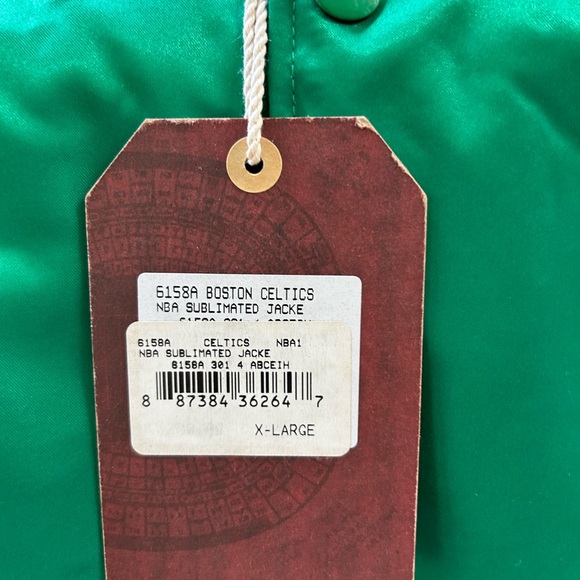 6158A BOSTON CELTICS
NBA SUBLIMATED JACKE
6158A CELTICS NBA1
NBA SUBLIMATED JACKE
6158A 301 4 ABCEIH
8 87384 36264 7
X-LARGE